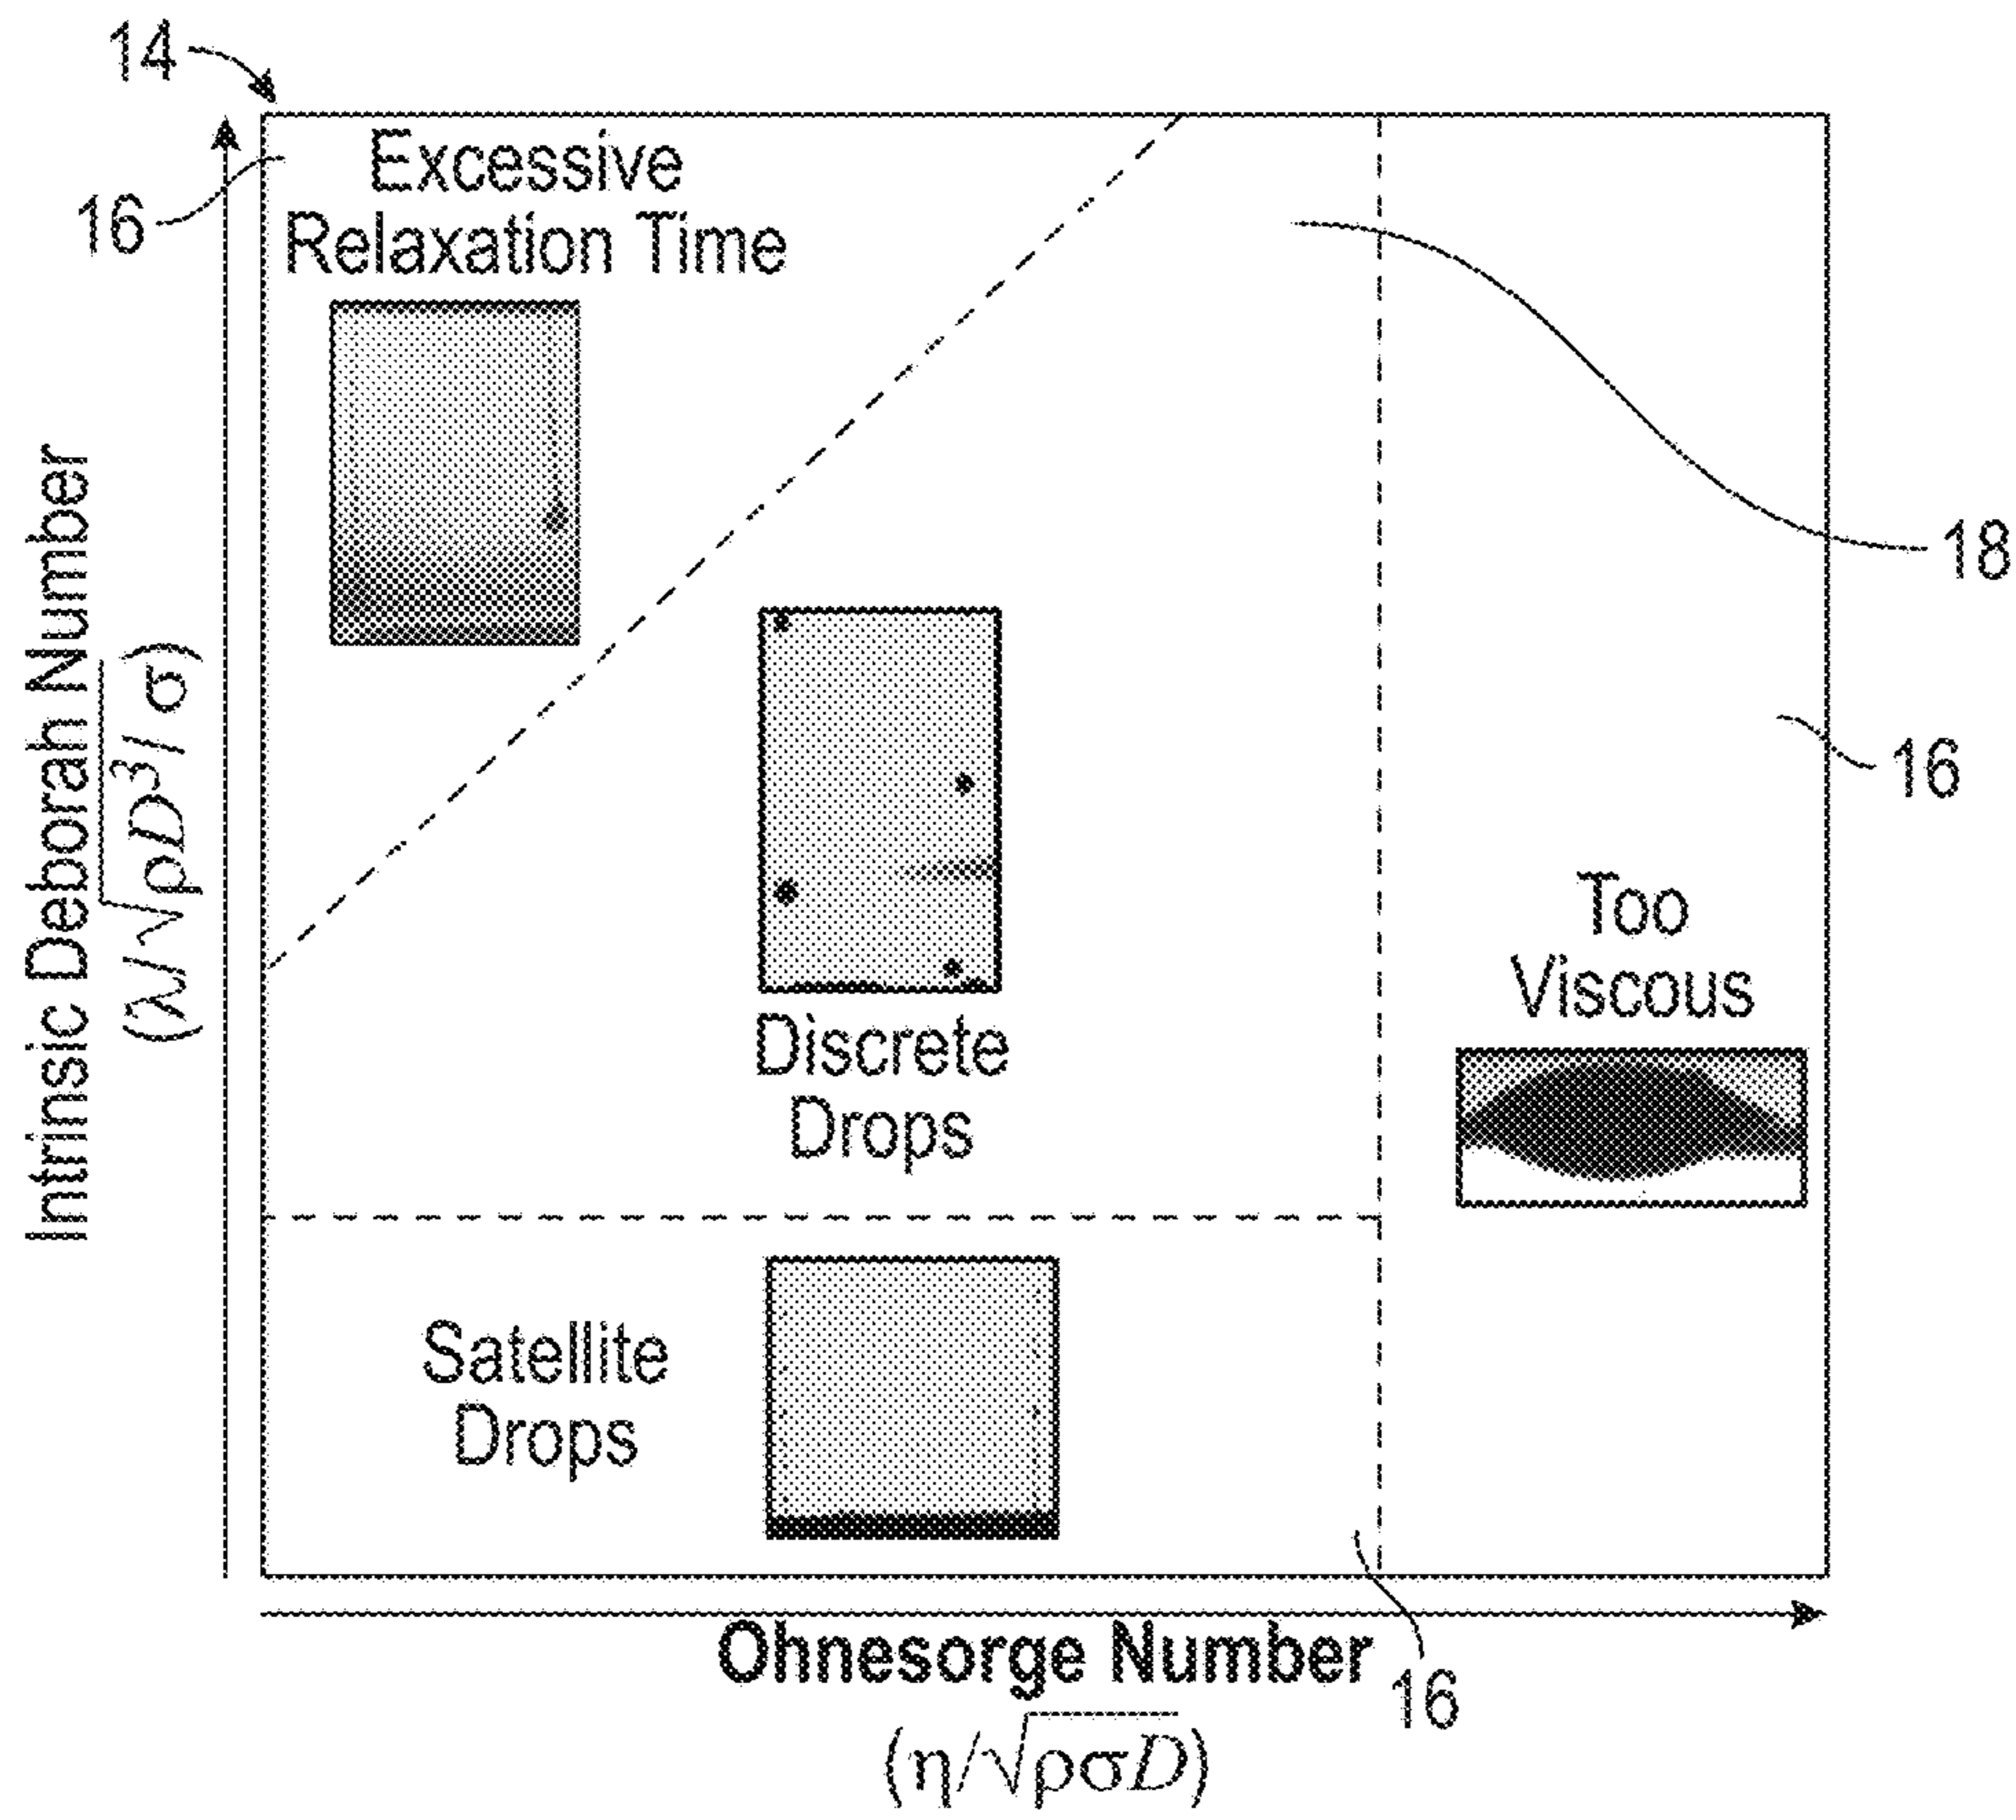 14
16
Excessive
Relaxation Time
18
16
Intrinsic Deborah Number
(λ/√ρD³/σ)
Discrete
Drops
Too
Viscous
Satellite
Drops
Ohnesorge Number
16
(η/√ρσD)